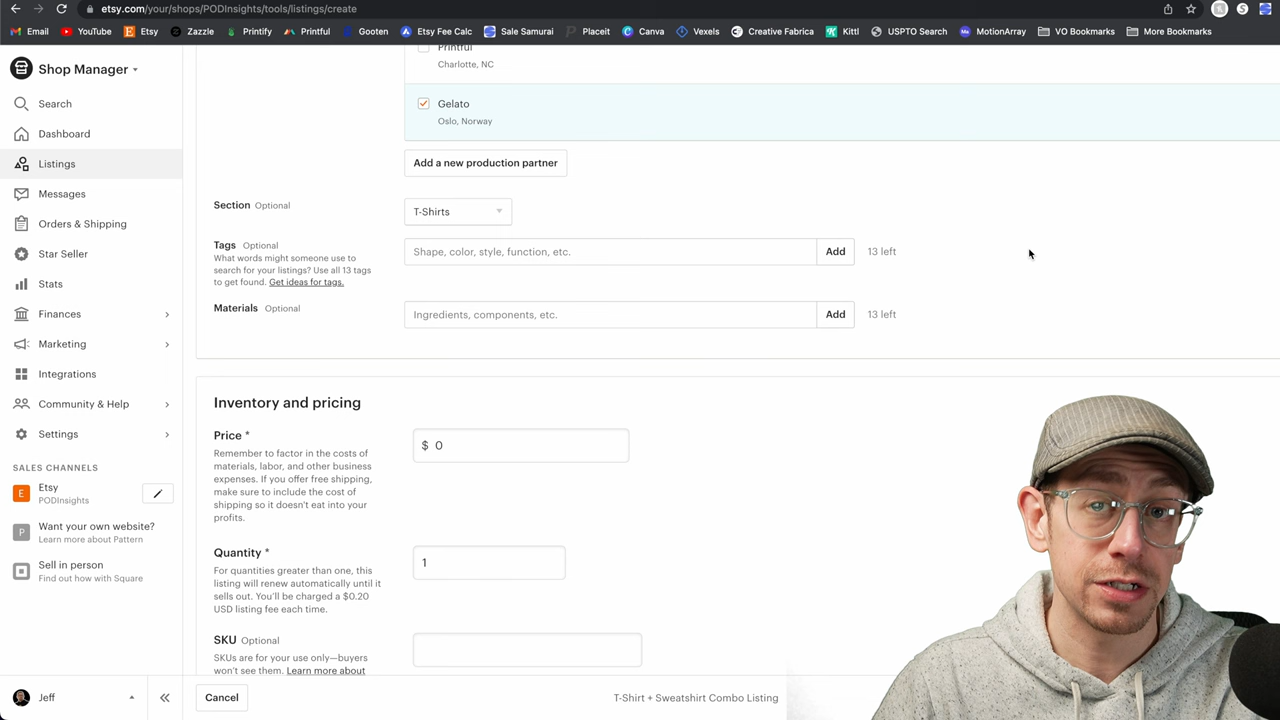 etsy.com/your/shops/PODInsights/tools/listings/create
Email YouTube Etsy Zazzle Printify Printful Gooten Etsy Fee Calc Sale Samurai Placeit Canva Vexels Creative Fabrica Kittl USPTO Search MotionArray VO Bookmarks More Bookmarks
Shop Manager
Search
Dashboard
Listings
Messages
Orders & Shipping
Star Seller
Stats
Finances
Marketing
Integrations
Community & Help
Settings
SALES CHANNELS
Etsy
PODInsights
Want your own website?
Learn more about Pattern
Sell in person
Find out how with Square
Jeff
Printful
Charlotte, NC
Gelato
Oslo, Norway
Add a new production partner
Section Optional
T-Shirts
Tags Optional
What words might someone use to
search for your listings? Use all 13 tags
to get found. Get ideas for tags.
Shape, color, style, function, etc.
Add
13 left
Materials Optional
Ingredients, components, etc.
Add
13 left
Inventory and pricing
Price *
Remember to factor in the costs of
materials, labor, and other business
expenses. If you offer free shipping,
make sure to include the cost of
shipping so it doesn't eat into your
profits.
$ 0
Quantity *
For quantities greater than one, this
listing will renew automatically until it
sells out. You'll be charged a $0.20
USD listing fee each time.
1
SKU Optional
SKUs are for your use only—buyers
won't see them. Learn more about
Cancel
T-Shirt + Sweatshirt Combo Listing